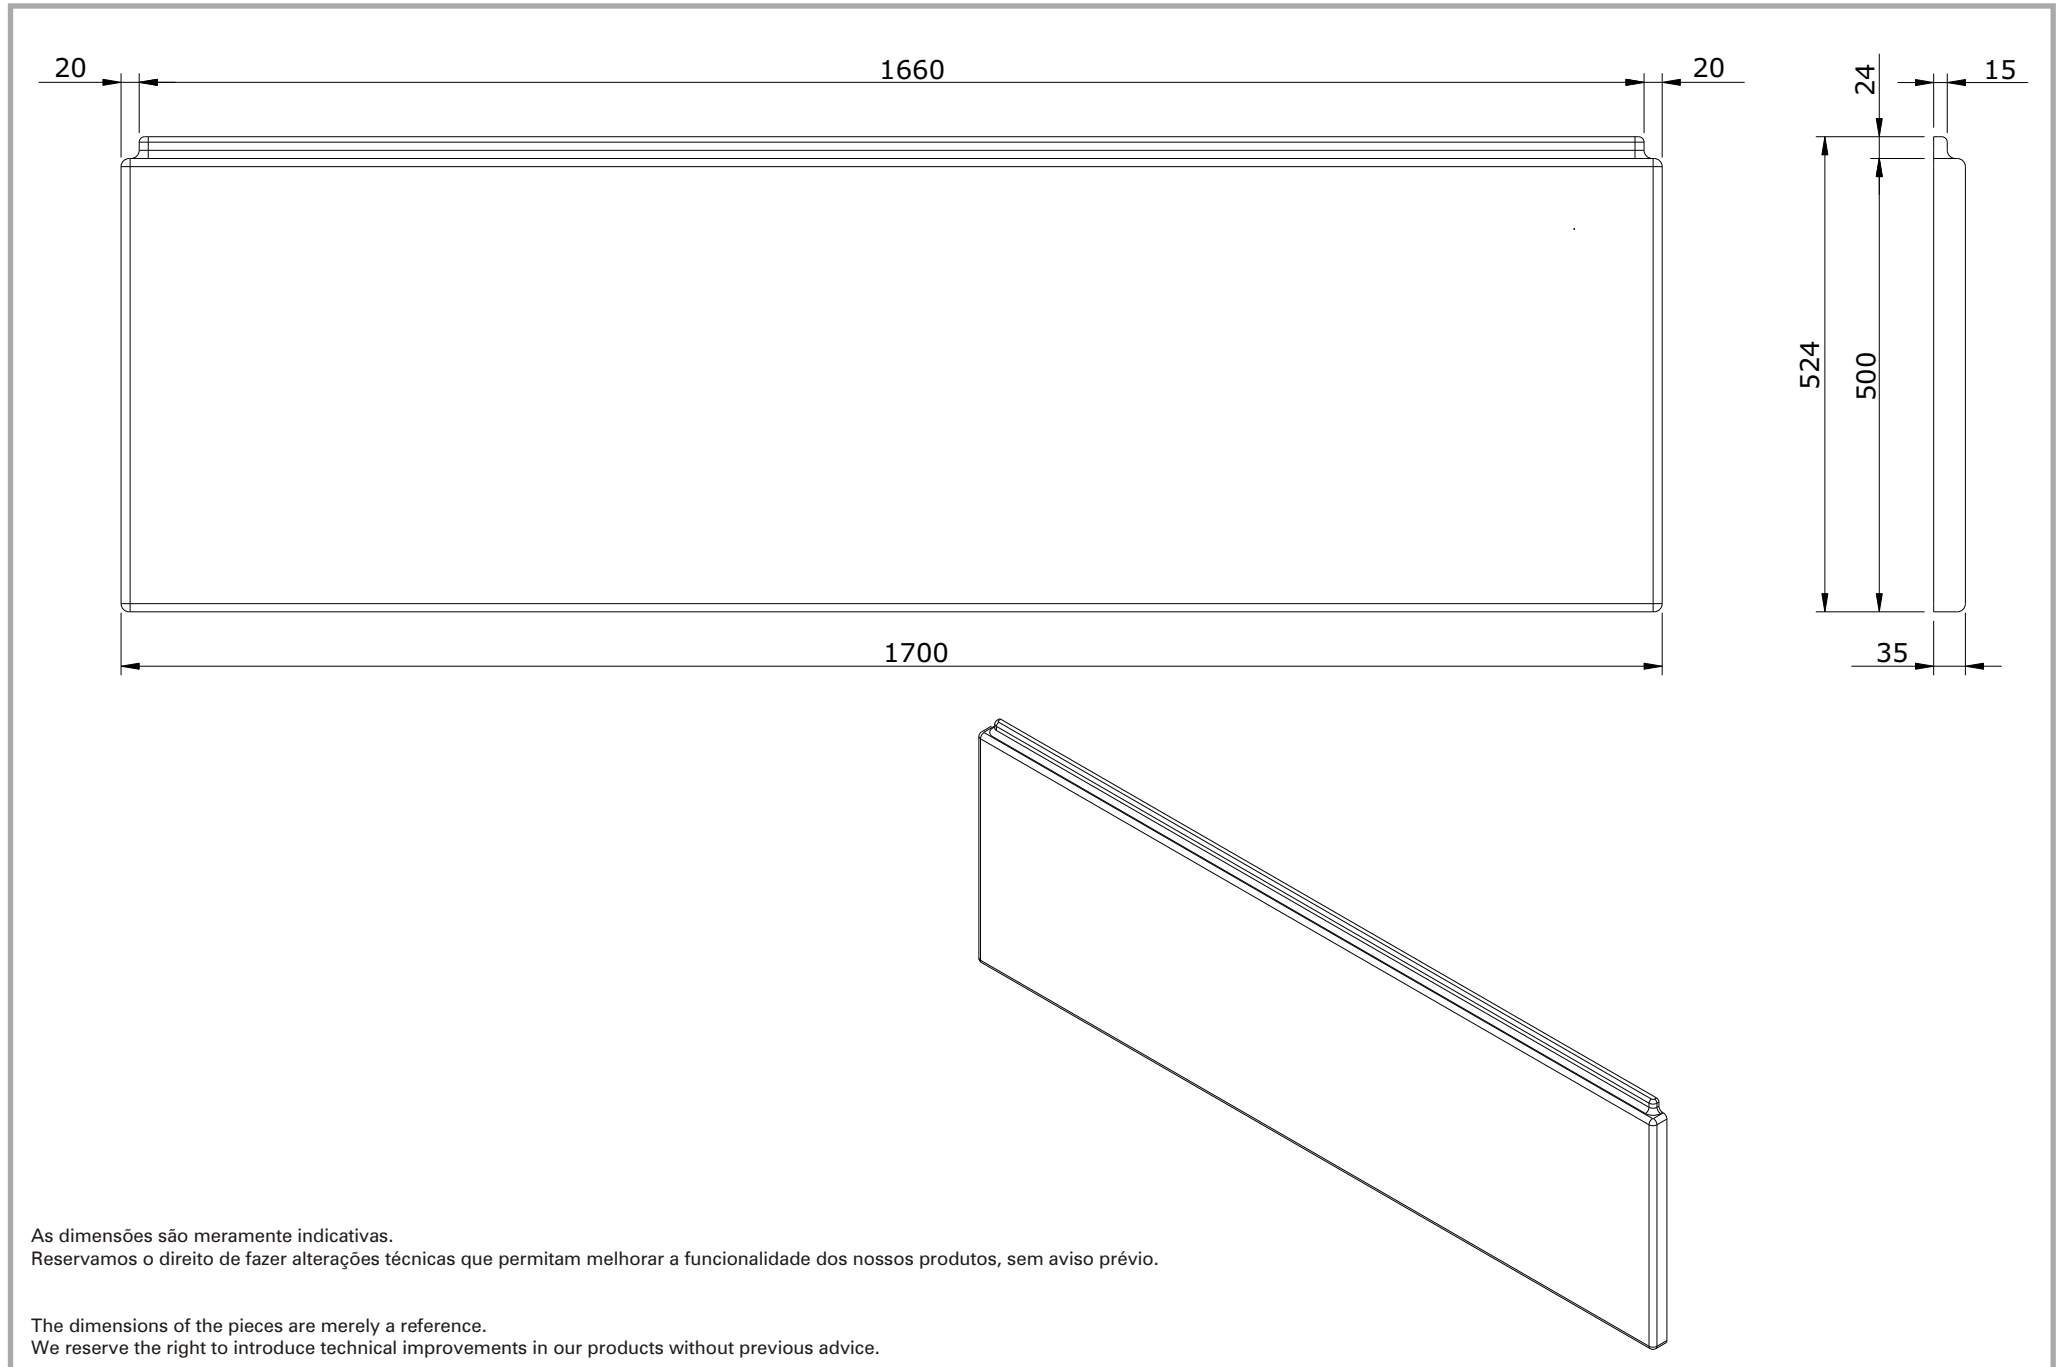 20
1660
20
24
15
524
500
1700
35
As dimensões são meramente indicativas.
Reservamos o direito de fazer alterações técnicas que permitam melhorar a funcionalidade dos nossos produtos, sem aviso prévio.
The dimensions of the pieces are merely a reference.
We reserve the right to introduce technical improvements in our products without previous advice.